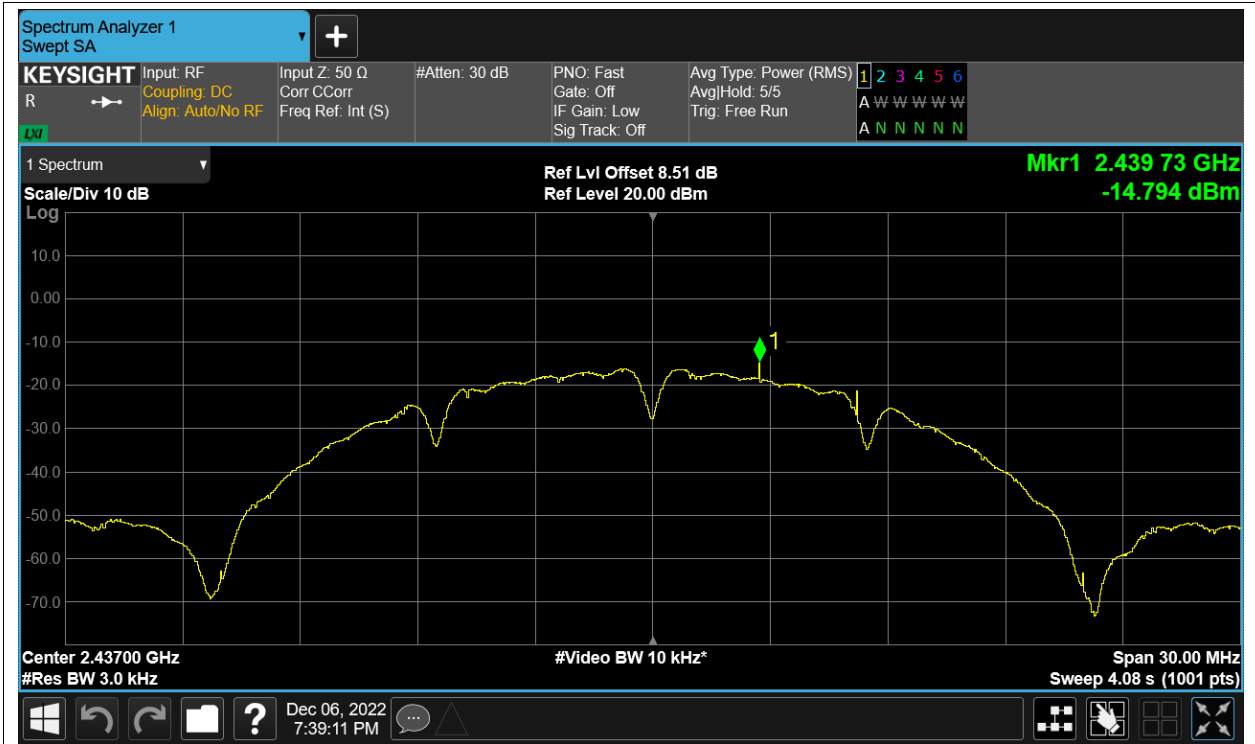 Spectrum Analyzer 1
Swept SA
KEYSIGHT
R
LXI
Input: RF
Coupling: DC
Align: Auto/No RF
Input Z: 50 Ω
Corr CCorr
Freq Ref: Int (S)
#Atten: 30 dB
PNO: Fast
Gate: Off
IF Gain: Low
Sig Track: Off
Avg Type: Power (RMS)
Avg|Hold: 5/5
Trig: Free Run
1 2 3 4 5 6
A W W W W W
A N N N N N
1 Spectrum
Scale/Div 10 dB
Log
Ref Lvl Offset 8.51 dB
Ref Level 20.00 dBm
Mkr1 2.439 73 GHz
-14.794 dBm
10.0
0.00
-10.0
-20.0
-30.0
-40.0
-50.0
-60.0
-70.0
1
Center 2.43700 GHz
#Res BW 3.0 kHz
#Video BW 10 kHz*
Span 30.00 MHz
Sweep 4.08 s (1001 pts)
?
Dec 06, 2022
7:39:11 PM